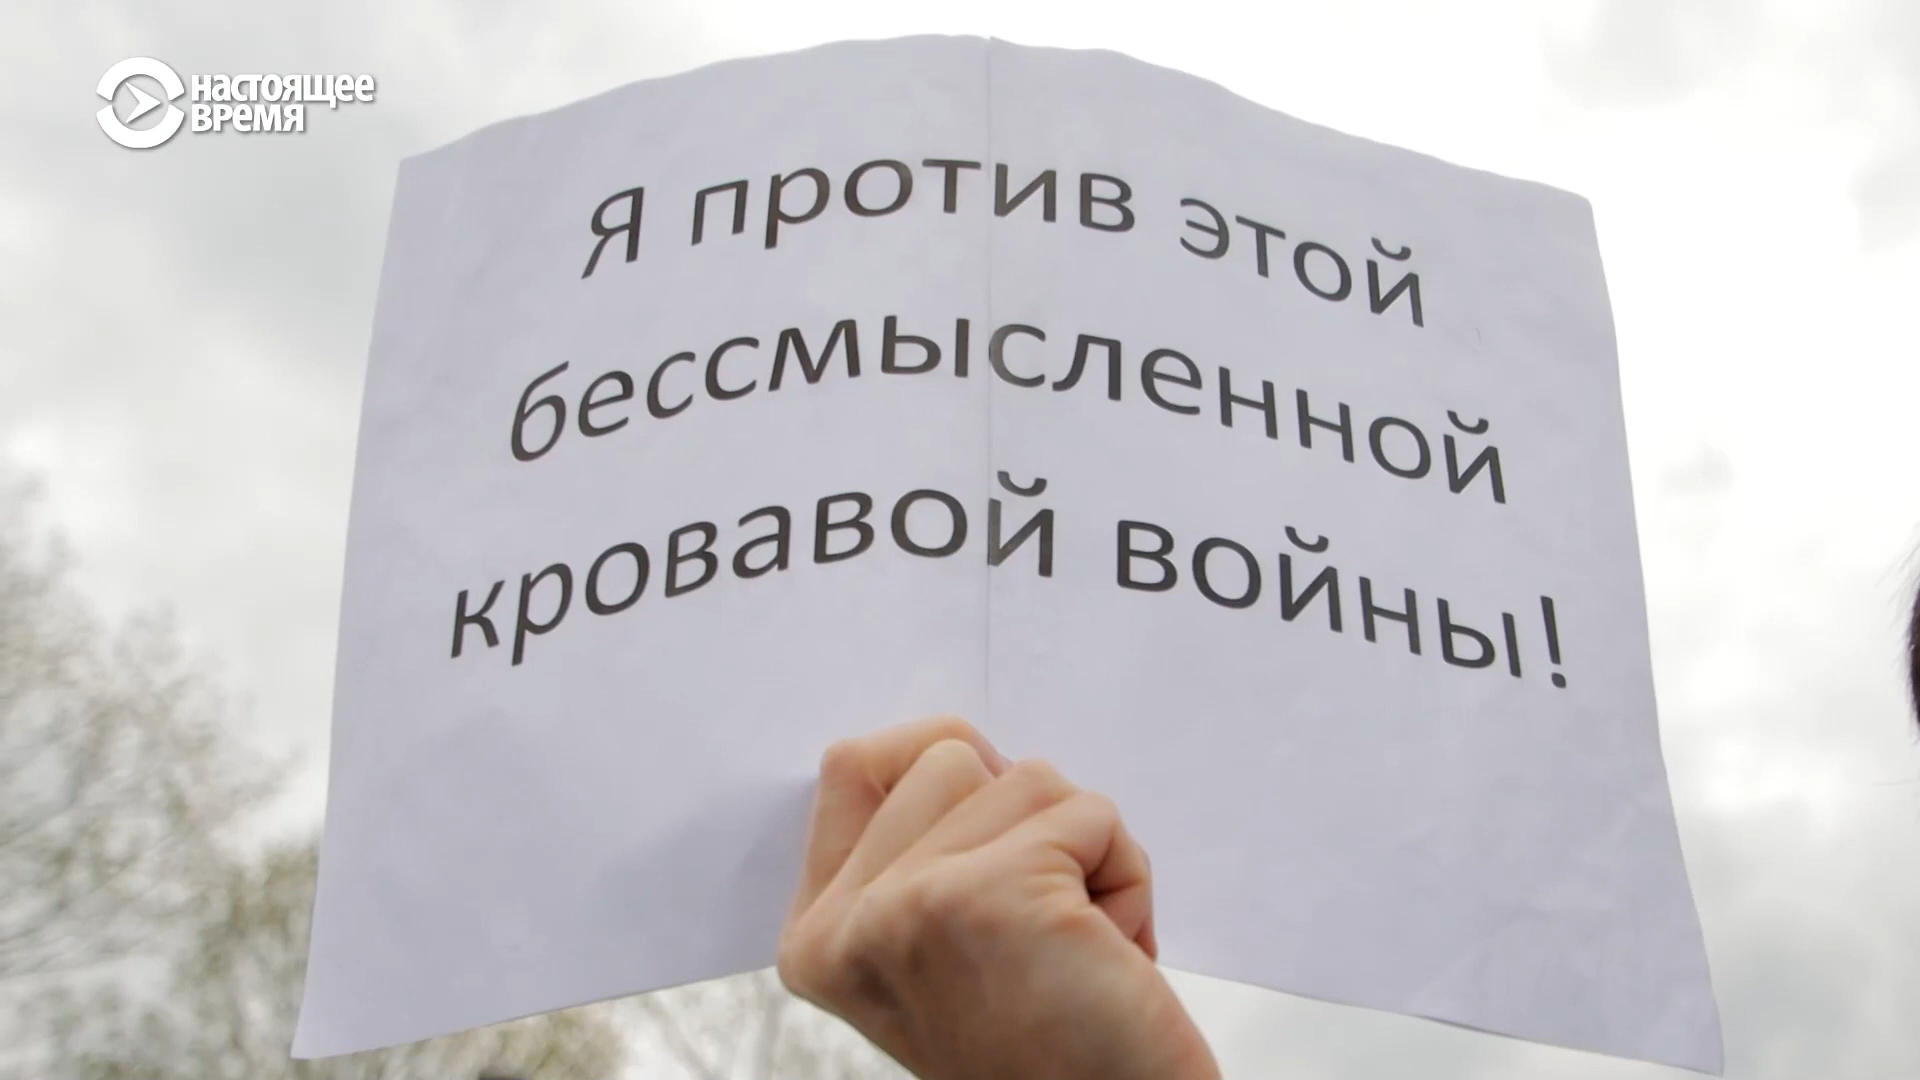 настоящее
время
Я против этой
бессмысленной
кровавой войны!